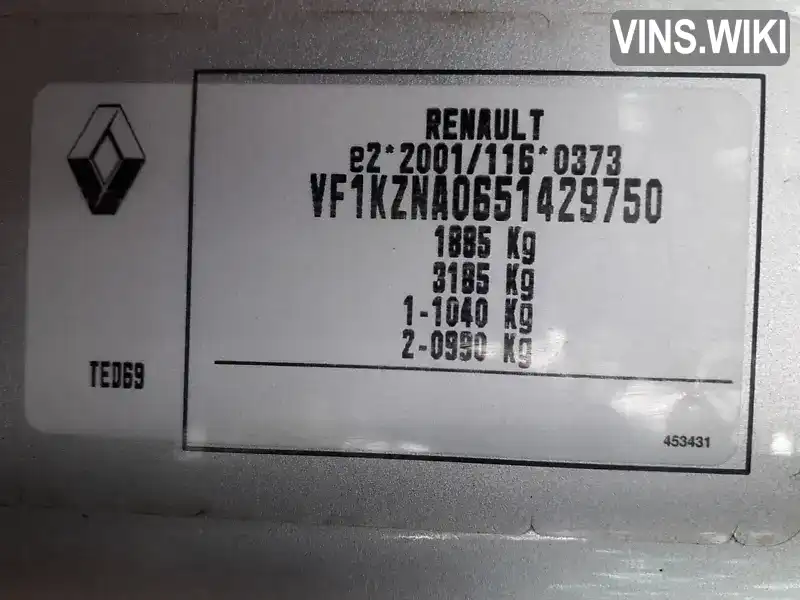 VINS.WIKI
RENAULT
e2*2001/116*0373
VF1KZNA0651429750
1885 Kg
3185 Kg
1-1040 Kg
2-0990 Kg
TED69
453431